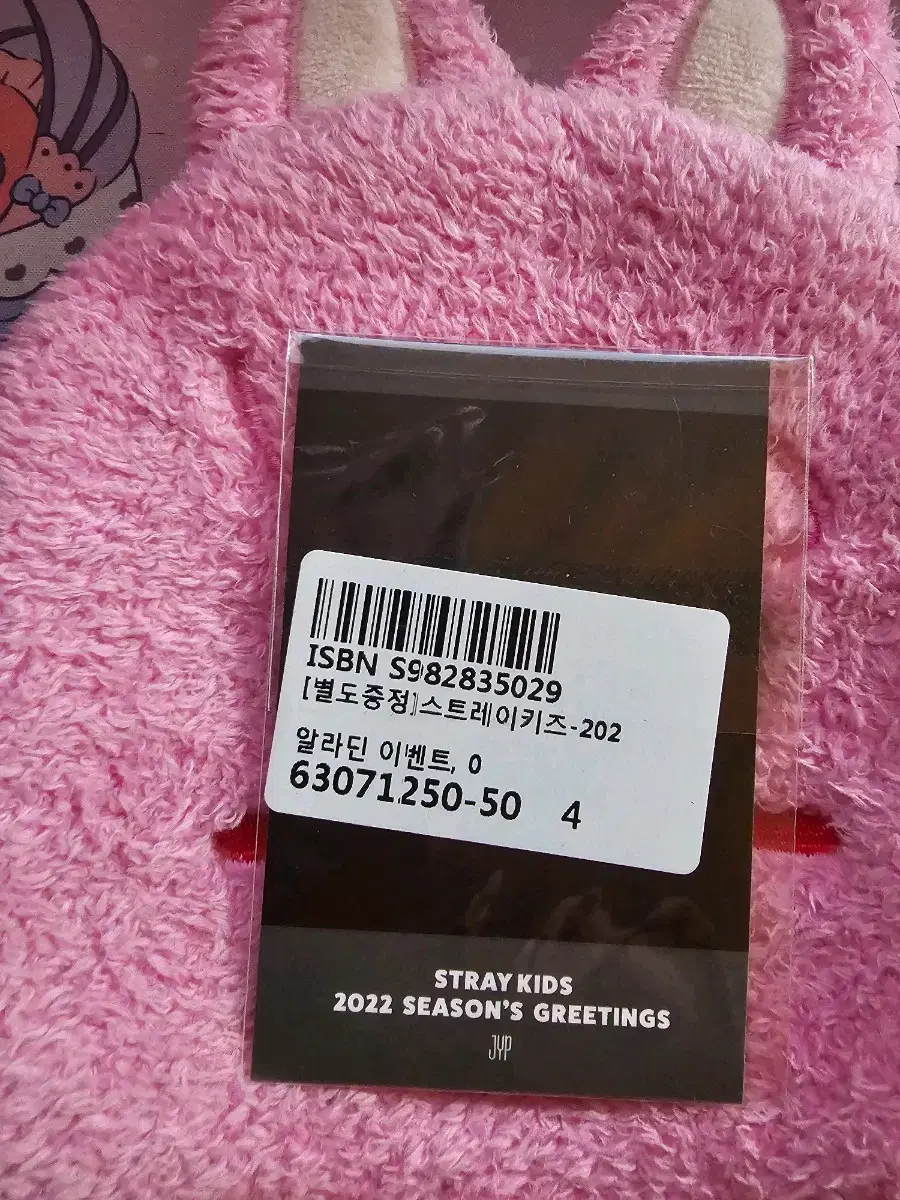 ISBN S982835029
[별도증정]스트레이키즈-202
알라딘 이벤트, 0
63071250-50 4
STRAY KIDS
2022 SEASON'S GREETINGS
JYP